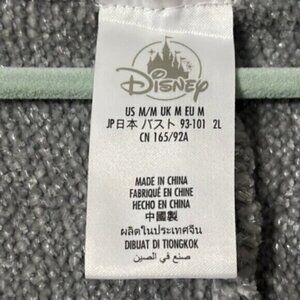 Disney
US M/M UK M EU M
JP日本 バスト 93-101 2L
CN 165/92A
MADE IN CHINA
FABRIQUÉ EN CHINE
HECHO EN CHINA
中國製
ผลิตในประเทศจีน
DIBUAT DI TIONGKOK
صنع في الصين